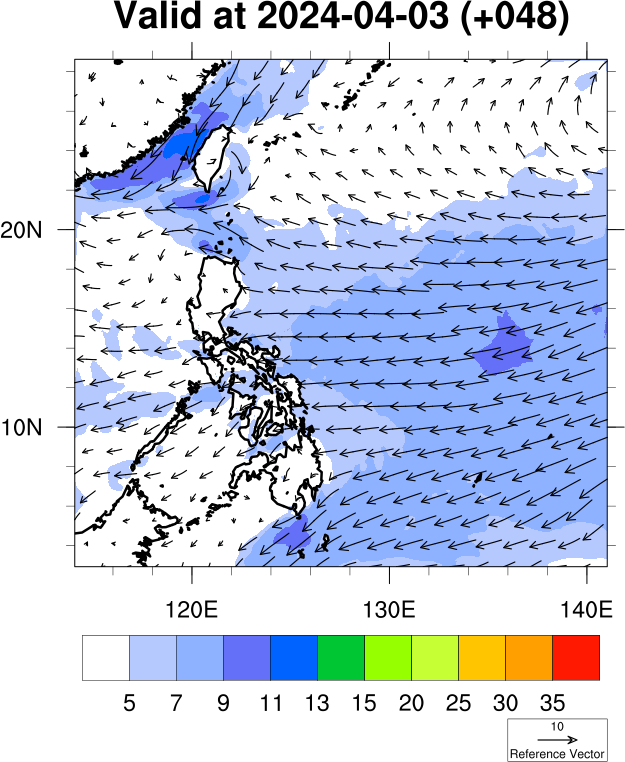 Valid at 2024-04-03 (+048)
20N
10N
120E 130E 140E
5 7 9 11 13 15 20 25 30 35
10
Reference Vector